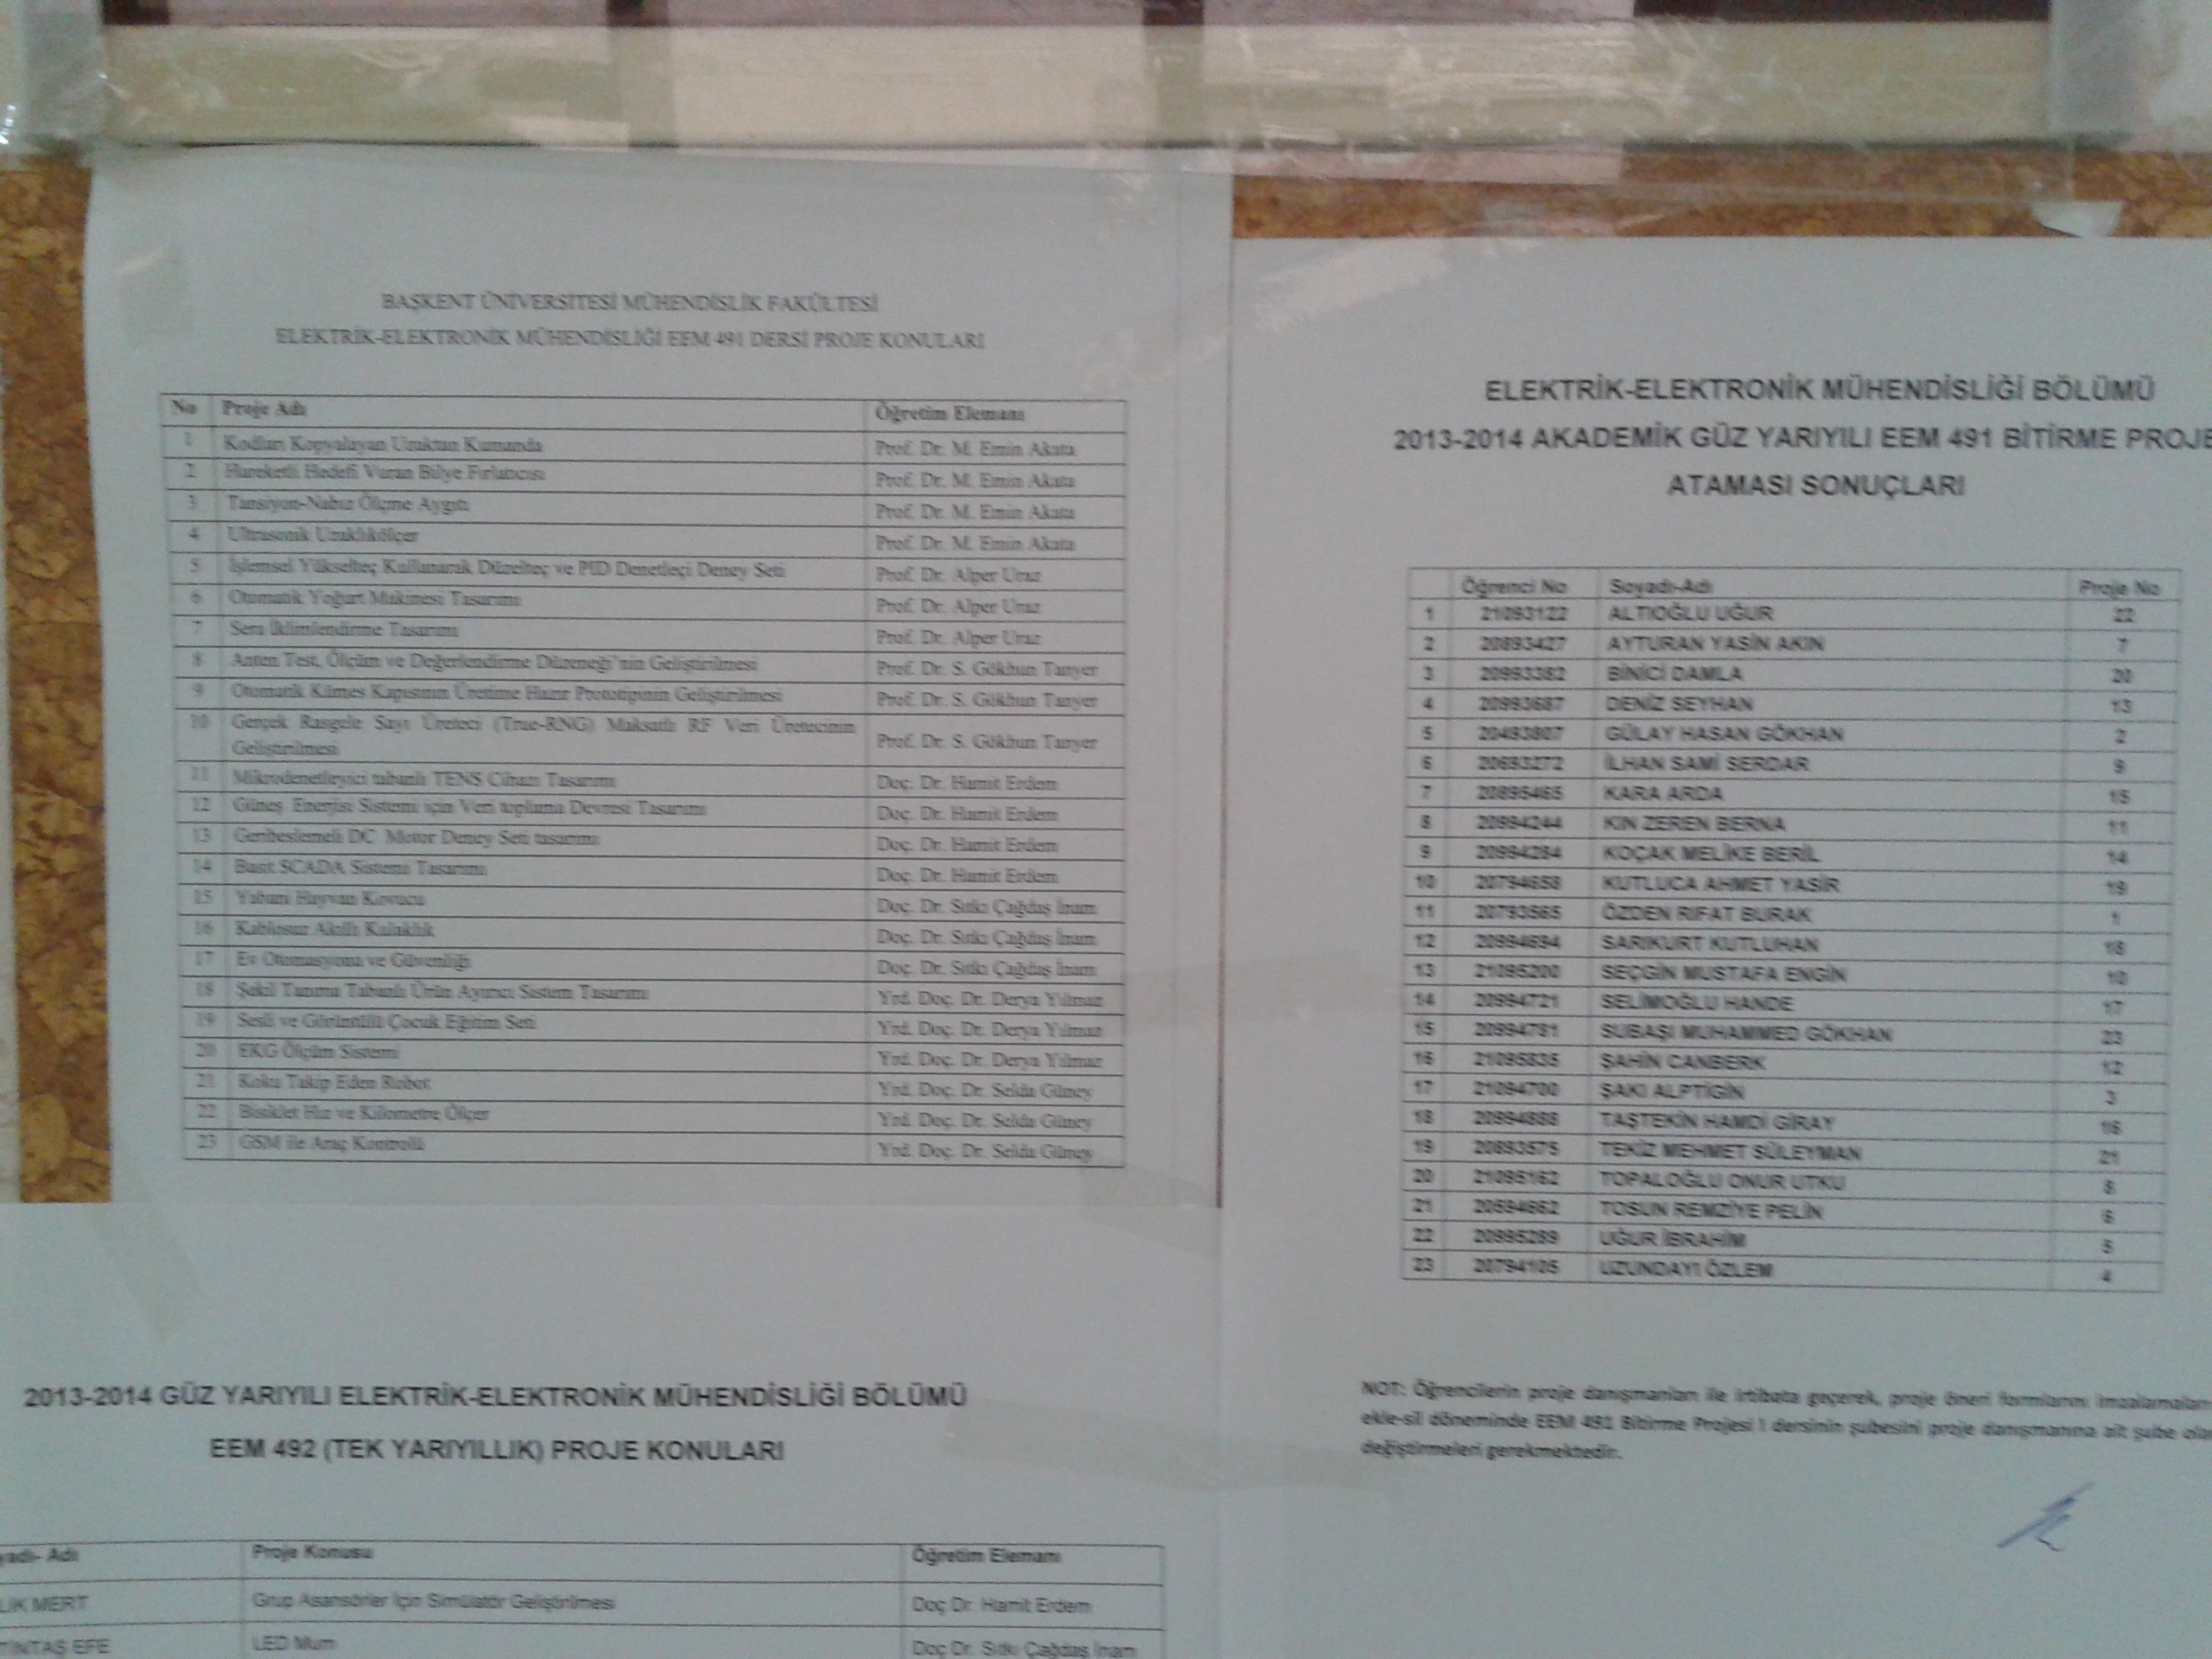 BAŞKENT ÜNİVERSİTESİ MÜHENDİSLİK FAKÜLTESİ
ELEKTRİK-ELEKTRONİK MÜHENDİSLİĞİ EEM 491 DERSİ PROJE KONULARI
No Proje Adı Öğretim Elemanı
1 Kodları Kopyalayan Uzaktan Kumanda Prof. Dr. M. Emin Akata
2 Hareketli Hedefi Vuran Bilye Fırlatıcısı Prof. Dr. M. Emin Akata
3 Tansiyon-Nabız Ölçme Aygıtı Prof. Dr. M. Emin Akata
4 Ultrasonik Uzaklıkölçer Prof. Dr. M. Emin Akata
5 İşlemsel Yükselteç Kullanarak Düzelteç ve PID Denetleçi Deney Seti Prof. Dr. Alper Uraz
6 Otomatik Yoğurt Makinesi Tasarımı Prof. Dr. Alper Uraz
7 Sera İklimlendirme Tasarımı Prof. Dr. Alper Uraz
8 Anten Test, Ölçüm ve Değerlendirme Düzeneği'nin Geliştirilmesi Prof. Dr. S. Gökhun Tanyer
9 Otomatik Kümes Kapısının Üretime Hazır Prototipinin Geliştirilmesi Prof. Dr. S. Gökhun Tanyer
10 Gerçek Rasgele Sayı Üreteci (True-RNG) Maksatlı RF Veri Üretecinin
Geliştirilmesi Prof. Dr. S. Gökhun Tanyer
11 Mikrodenetleyici tabanlı TENS Cihazı Tasarımı Doç. Dr. Hamit Erdem
12 Güneş Enerjisi Sistemi için Veri toplama Devresi Tasarımı Doç. Dr. Hamit Erdem
13 Geribeslemeli DC Motor Deney Seti tasarımı Doç. Dr. Hamit Erdem
14 Basit SCADA Sistemi Tasarımı Doç. Dr. Hamit Erdem
15 Yabani Hayvan Kovucu Doç. Dr. Sıtkı Çağdaş İnam
16 Kablosuz Akıllı Kulaklık Doç. Dr. Sıtkı Çağdaş İnam
17 Ev Otomasyonu ve Güvenliği Doç. Dr. Sıtkı Çağdaş İnam
18 Şekil Tanıma Tabanlı Ürün Ayırıcı Sistem Tasarımı Yrd. Doç. Dr. Derya Yılmaz
19 Sesli ve Görüntülü Çocuk Eğitim Seti Yrd. Doç. Dr. Derya Yılmaz
20 EKG Ölçüm Sistemi Yrd. Doç. Dr. Derya Yılmaz
21 Koku Takip Eden Robot Yrd. Doç. Dr. Selda Güney
22 Bisiklet Hız ve Kilometre Ölçer Yrd. Doç. Dr. Selda Güney
23 GSM ile Araç Kontrolü Yrd. Doç. Dr. Selda Güney
2013-2014 GÜZ YARIYILI ELEKTRİK-ELEKTRONİK MÜHENDİSLİĞİ BÖLÜMÜ
EEM 492 (TEK YARIYILLIK) PROJE KONULARI
yadı- Adı Proje Konusu Öğretim Elemanı
LIK MERT Grup Asansörler İçin Simülatör Geliştirilmesi Doç Dr. Hamit Erdem
TINTAŞ EFE LED Mum Doç Dr. Sıtkı Çağdaş İnam
ELEKTRİK-ELEKTRONİK MÜHENDİSLİĞİ BÖLÜMÜ
2013-2014 AKADEMİK GÜZ YARIYILI EEM 491 BİTİRME PROJE
ATAMASI SONUÇLARI
Öğrenci No Soyadı-Adı Proje No
1 21093122 ALTIOĞLU UĞUR 22
2 20893427 AYTURAN YASİN AKIN 7
3 20993382 BİNİCİ DAMLA 20
4 20993687 DENİZ SEYHAN 13
5 20493807 GÜLAY HASAN GÖKHAN 2
6 20693272 İLHAN SAMİ SERDAR 9
7 20895465 KARA ARDA 15
8 20994244 KIN ZEREN BERNA 11
9 20994284 KOÇAK MELİKE BERİL 14
10 20794658 KUTLUCA AHMET YASİR 19
11 20793565 ÖZDEN RIFAT BURAK 1
12 20994694 SARIKURT KUTLUHAN 18
13 21095200 SEÇGİN MUSTAFA ENGİN 10
14 20994721 SELİMOĞLU HANDE 17
15 20994781 SUBAŞI MUHAMMED GÖKHAN 23
16 21095835 ŞAHİN CANBERK 12
17 21094700 ŞAKI ALPTİGİN 3
18 20994888 TAŞTEKİN HAMDİ GİRAY 16
19 20893575 TEKİZ MEHMET SÜLEYMAN 21
20 21095162 TOPALOĞLU ONUR UTKU 8
21 20594662 TOSUN REMZİYE PELİN 6
22 20995289 UĞUR İBRAHİM 5
23 20794105 UZUNDAYI ÖZLEM 4
NOT: Öğrencilerin proje danışmanları ile irtibata geçerek, proje öneri formlarını imzalamaları
ekle-sil döneminde EEM 491 Bitirme Projesi I dersinin şubesini proje danışmanına ait şube olar
değiştirmeleri gerekmektedir.